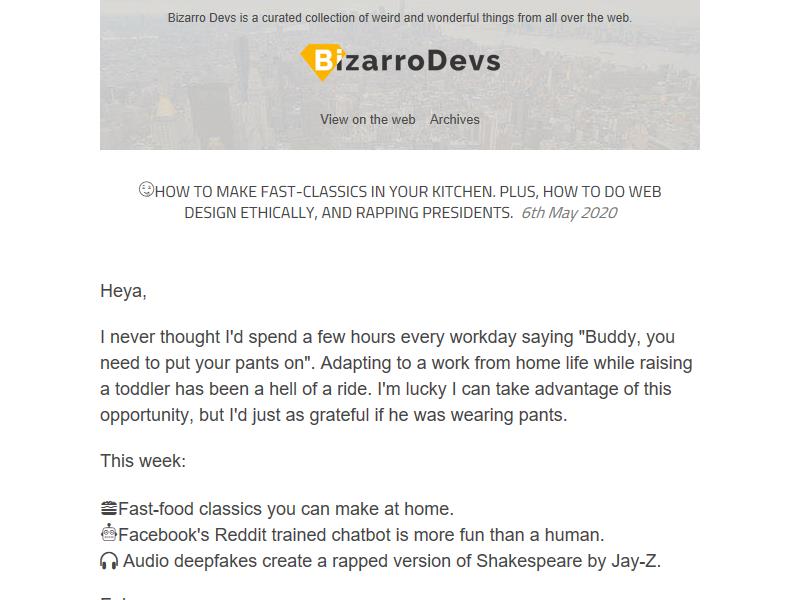 Bizarro Devs is a curated collection of weird and wonderful things from all over the web.
BizarroDevs
View on the web Archives
HOW TO MAKE FAST-CLASSICS IN YOUR KITCHEN. PLUS, HOW TO DO WEB
DESIGN ETHICALLY, AND RAPPING PRESIDENTS. 6th May 2020
Heya,
I never thought I'd spend a few hours every workday saying "Buddy, you
need to put your pants on". Adapting to a work from home life while raising
a toddler has been a hell of a ride. I'm lucky I can take advantage of this
opportunity, but I'd just as grateful if he was wearing pants.
This week:
Fast-food classics you can make at home.
Facebook's Reddit trained chatbot is more fun than a human.
Audio deepfakes create a rapped version of Shakespeare by Jay-Z.